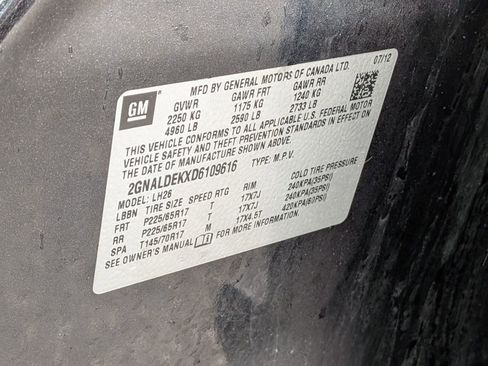 GM
MFD BY GENERAL MOTORS OF CANADA LTD. 07/12
GVWR GAWR FRT GAWR RR
2250 KG 1175 KG 1240 KG
4960 LB 2590 LB 2733 LB
THIS VEHICLE CONFORMS TO ALL APPLICABLE U.S. FEDERAL MOTOR
VEHICLE SAFETY AND THEFT PREVENTION STANDARDS IN EFFECT ON
THE DATE OF MANUFACTURE SHOWN ABOVE.
2GNALDEKXD6109616 TYPE: M.P.V.
MODEL: LH26
LBBN TIRE SIZE SPEED RTG RIM COLD TIRE PRESSURE
FRT P225/65R17 T 17X7J 240KPA(35PSI)
RR P225/65R17 T 17X7J 240KPA(35PSI)
SPA T145/70R17 M 17X4.5T 420KPA(60PSI)
SEE OWNER'S MANUAL FOR MORE INFORMATION.